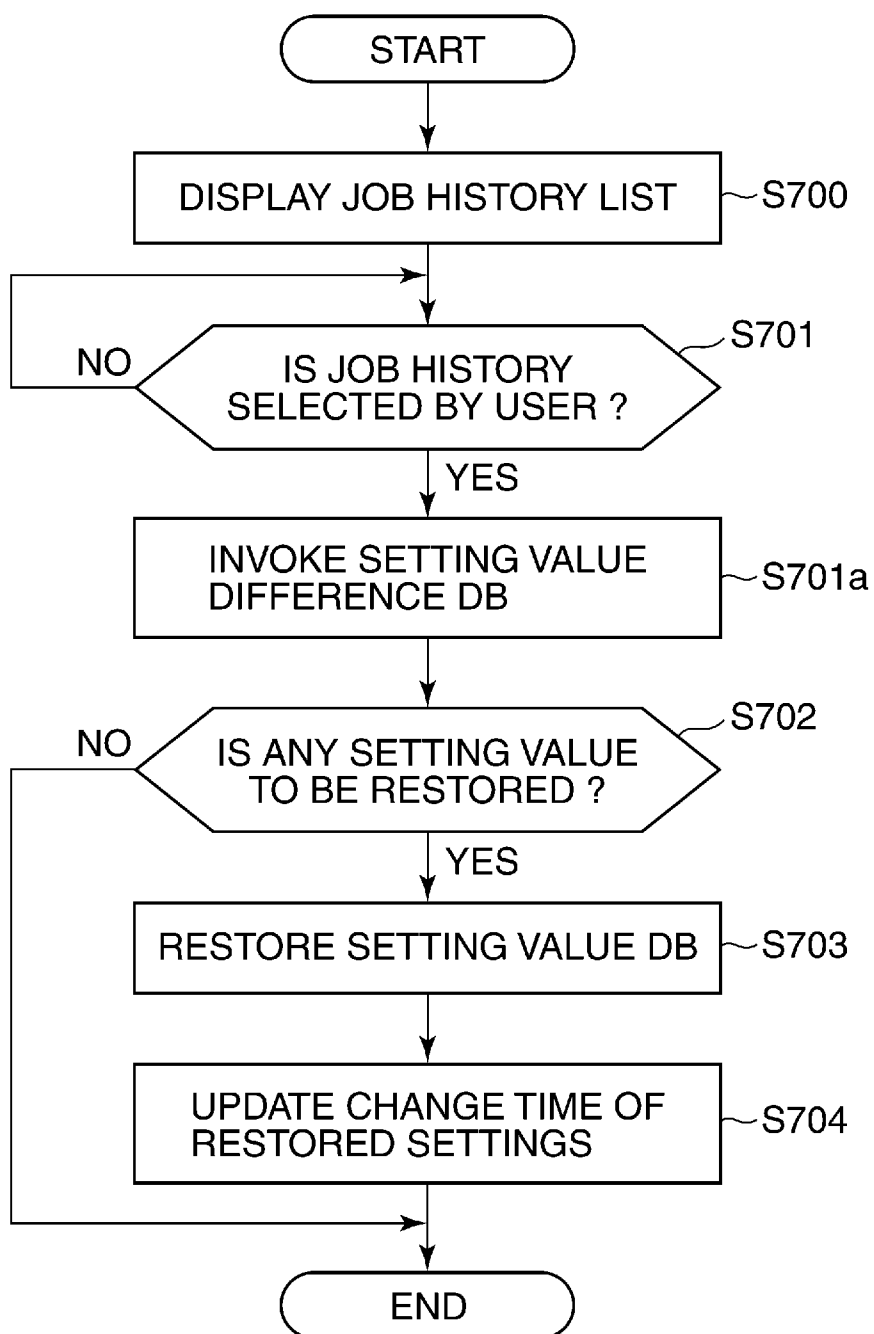 START
DISPLAY JOB HISTORY LIST
S700
IS JOB HISTORY
SELECTED BY USER ?
S701
NO
YES
INVOKE SETTING VALUE
DIFFERENCE DB
S701a
IS ANY SETTING VALUE
TO BE RESTORED ?
S702
NO
YES
RESTORE SETTING VALUE DB
S703
UPDATE CHANGE TIME OF
RESTORED SETTINGS
S704
END